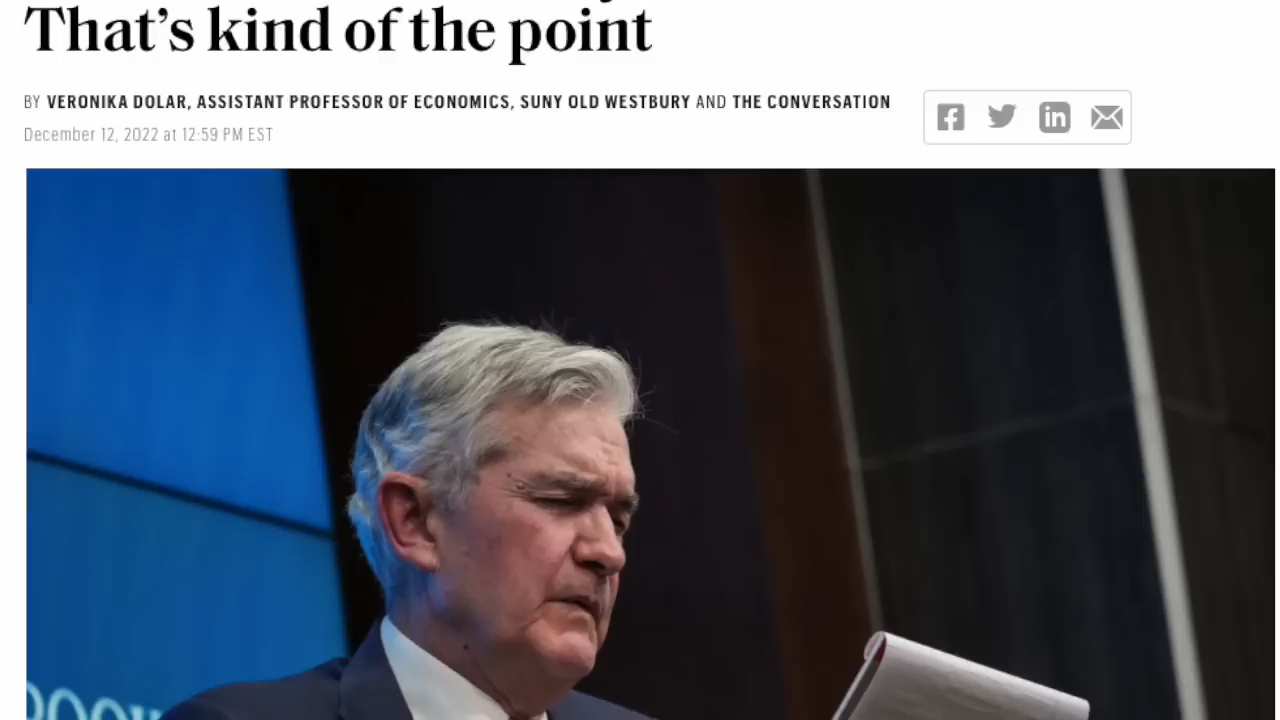 That's kind of the point
BY VERONIKA DOLAR, ASSISTANT PROFESSOR OF ECONOMICS, SUNY OLD WESTBURY AND THE CONVERSATION
December 12, 2022 at 12:59 PM EST